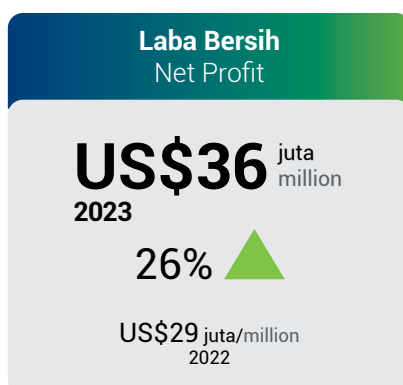 Laba Bersih
Net Profit
US$36 juta
million
2023
26%
US$29 juta/million
2022